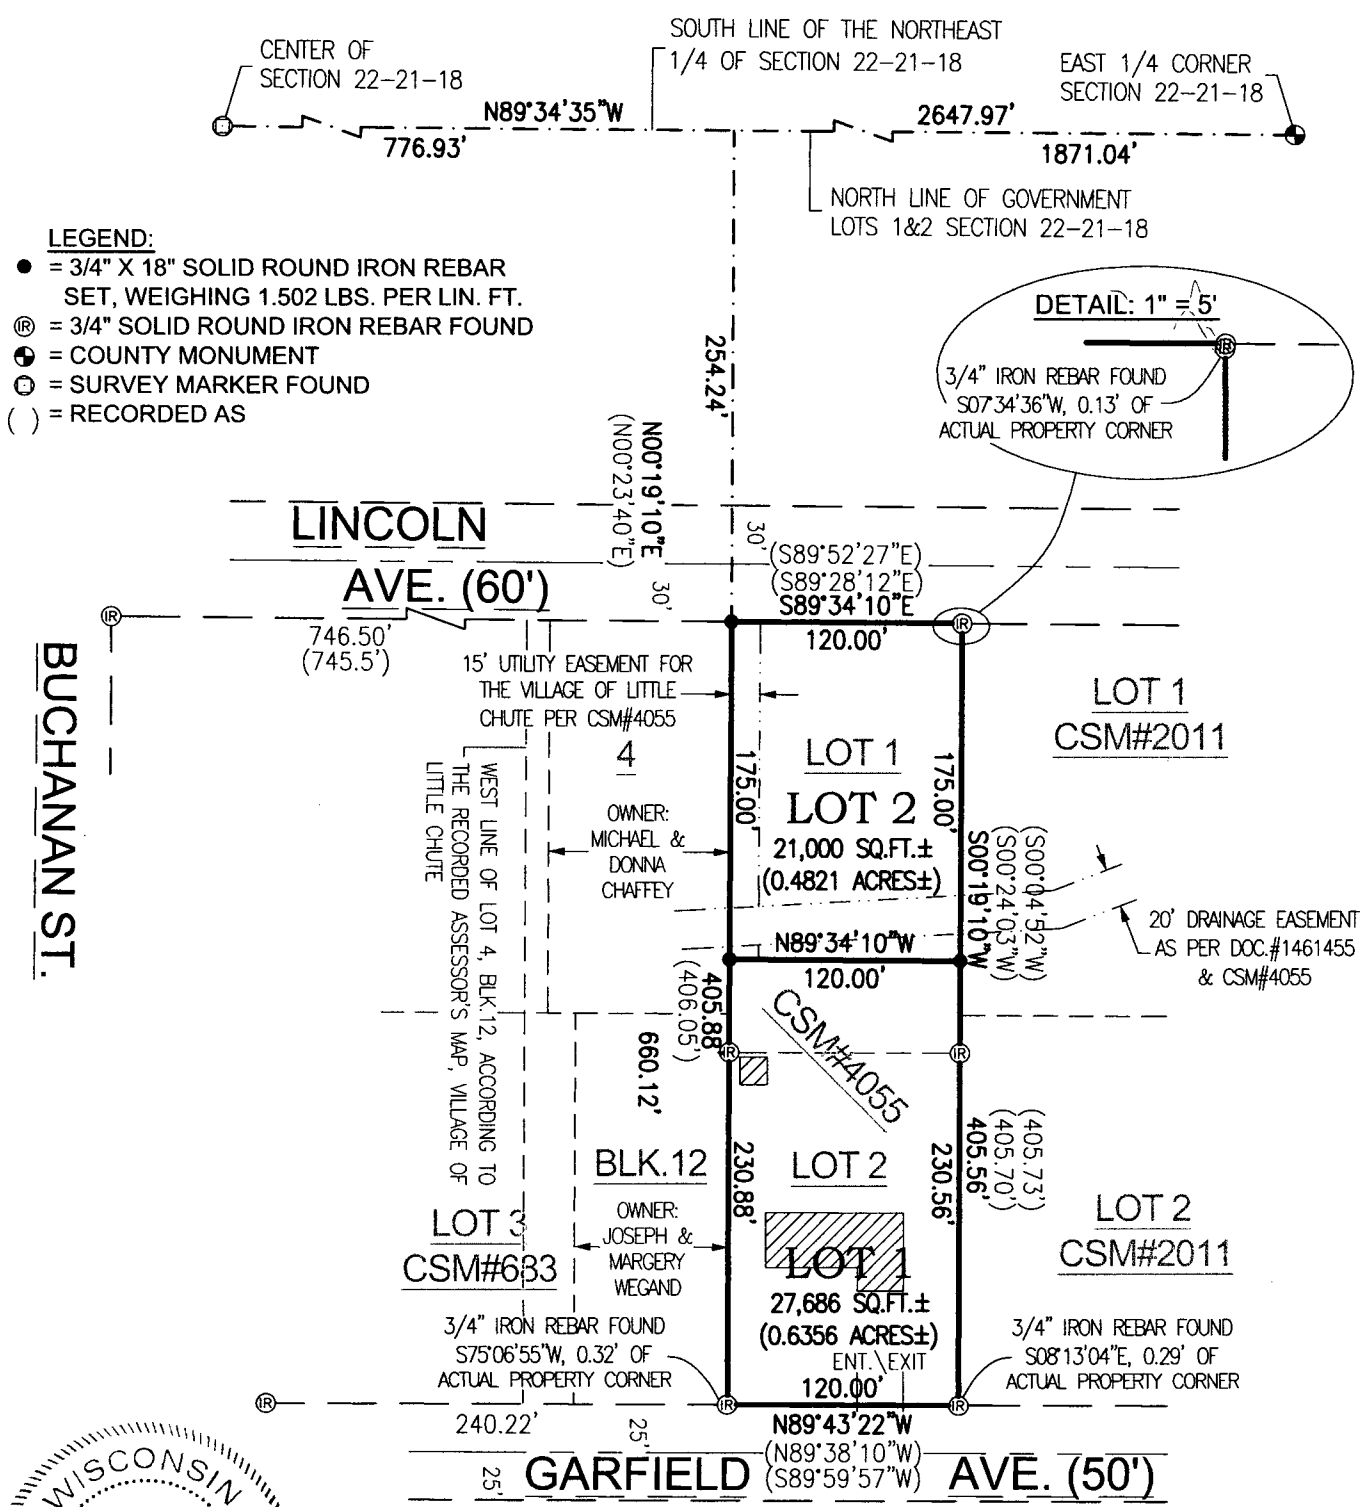 CENTER OF
SECTION 22-21-18
SOUTH LINE OF THE NORTHEAST
1/4 OF SECTION 22-21-18
EAST 1/4 CORNER
SECTION 22-21-18
N89°34'35"W
2647.97'
776.93'
1871.04'
NORTH LINE OF GOVERNMENT
LOTS 1&2 SECTION 22-21-18
LEGEND:
● = 3/4" X 18" SOLID ROUND IRON REBAR
SET, WEIGHING 1.502 LBS. PER LIN. FT.
IR = 3/4" SOLID ROUND IRON REBAR FOUND
= COUNTY MONUMENT
= SURVEY MARKER FOUND
( ) = RECORDED AS
DETAIL: 1" = 5'
IR
3/4" IRON REBAR FOUND
S07°34'36"W, 0.13' OF
ACTUAL PROPERTY CORNER
254.24'
N00°19'10"E
(N00°23'40"E)
LINCOLN
AVE. (60')
30'
30'
(S89°52'27"E)
(S89°28'12"E)
S89°34'10"E
120.00'
IR
IR
746.50'
(745.5')
BUCHANAN ST.
15' UTILITY EASEMENT FOR
THE VILLAGE OF LITTLE
CHUTE PER CSM#4055
4
OWNER:
MICHAEL &
DONNA
CHAFFEY
WEST LINE OF LOT 4, BLK.12, ACCORDING TO
THE RECORDED ASSESSOR'S MAP, VILLAGE OF
LITTLE CHUTE
LOT 1
CSM#2011
LOT 1
LOT 2
21,000 SQ.FT.±
(0.4821 ACRES±)
175.00'
175.00'
S00°19'10"W
(S00°24'03"W)
(S00°04'52"W)
20' DRAINAGE EASEMENT
AS PER DOC.#1461455
& CSM#4055
N89°34'10"W
120.00'
405.88'
(406.05')
660.12'
CSM#4055
IR
IR
BLK.12
OWNER:
JOSEPH &
MARGERY
WEGAND
230.88'
LOT 2
230.56'
405.56'
(405.70')
(405.73')
LOT 3
CSM#683
LOT 2
CSM#2011
LOT 1
27,686 SQ.FT.±
(0.6356 ACRES±)
ENT.\EXIT
120.00'
3/4" IRON REBAR FOUND
S75°06'55"W, 0.32' OF
ACTUAL PROPERTY CORNER
3/4" IRON REBAR FOUND
S08°13'04"E, 0.29' OF
ACTUAL PROPERTY CORNER
IR
IR
IR
240.22'
25'
25'
N89°43'22"W
(N89°38'10"W)
(S89°59'57"W)
GARFIELD AVE. (50')
WISCONSIN